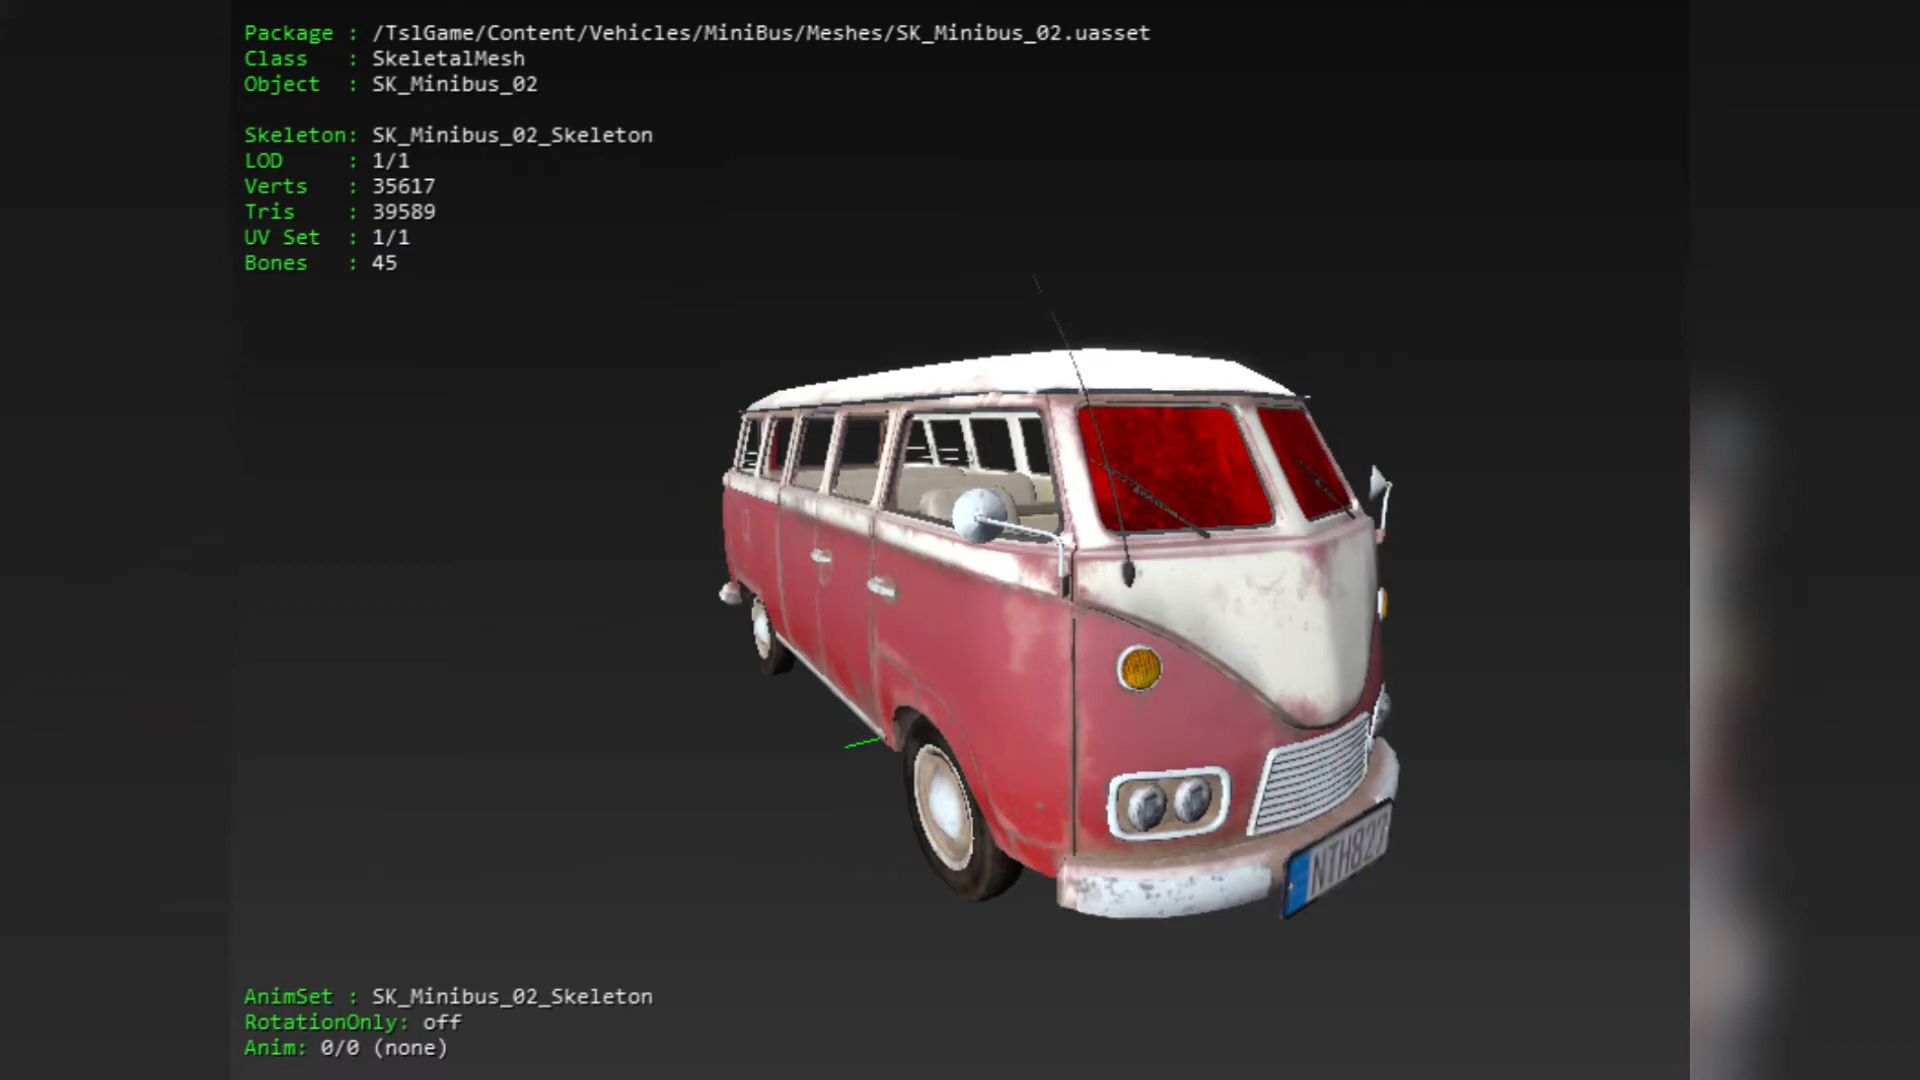 Package : /TslGame/Content/Vehicles/MiniBus/Meshes/SK_Minibus_02.uasset
Class : SkeletalMesh
Object : SK_Minibus_02
Skeleton: SK_Minibus_02_Skeleton
LOD : 1/1
Verts : 35617
Tris : 39589
UV Set : 1/1
Bones : 45
NTH827
AnimSet : SK_Minibus_02_Skeleton
RotationOnly: off
Anim: 0/0 (none)